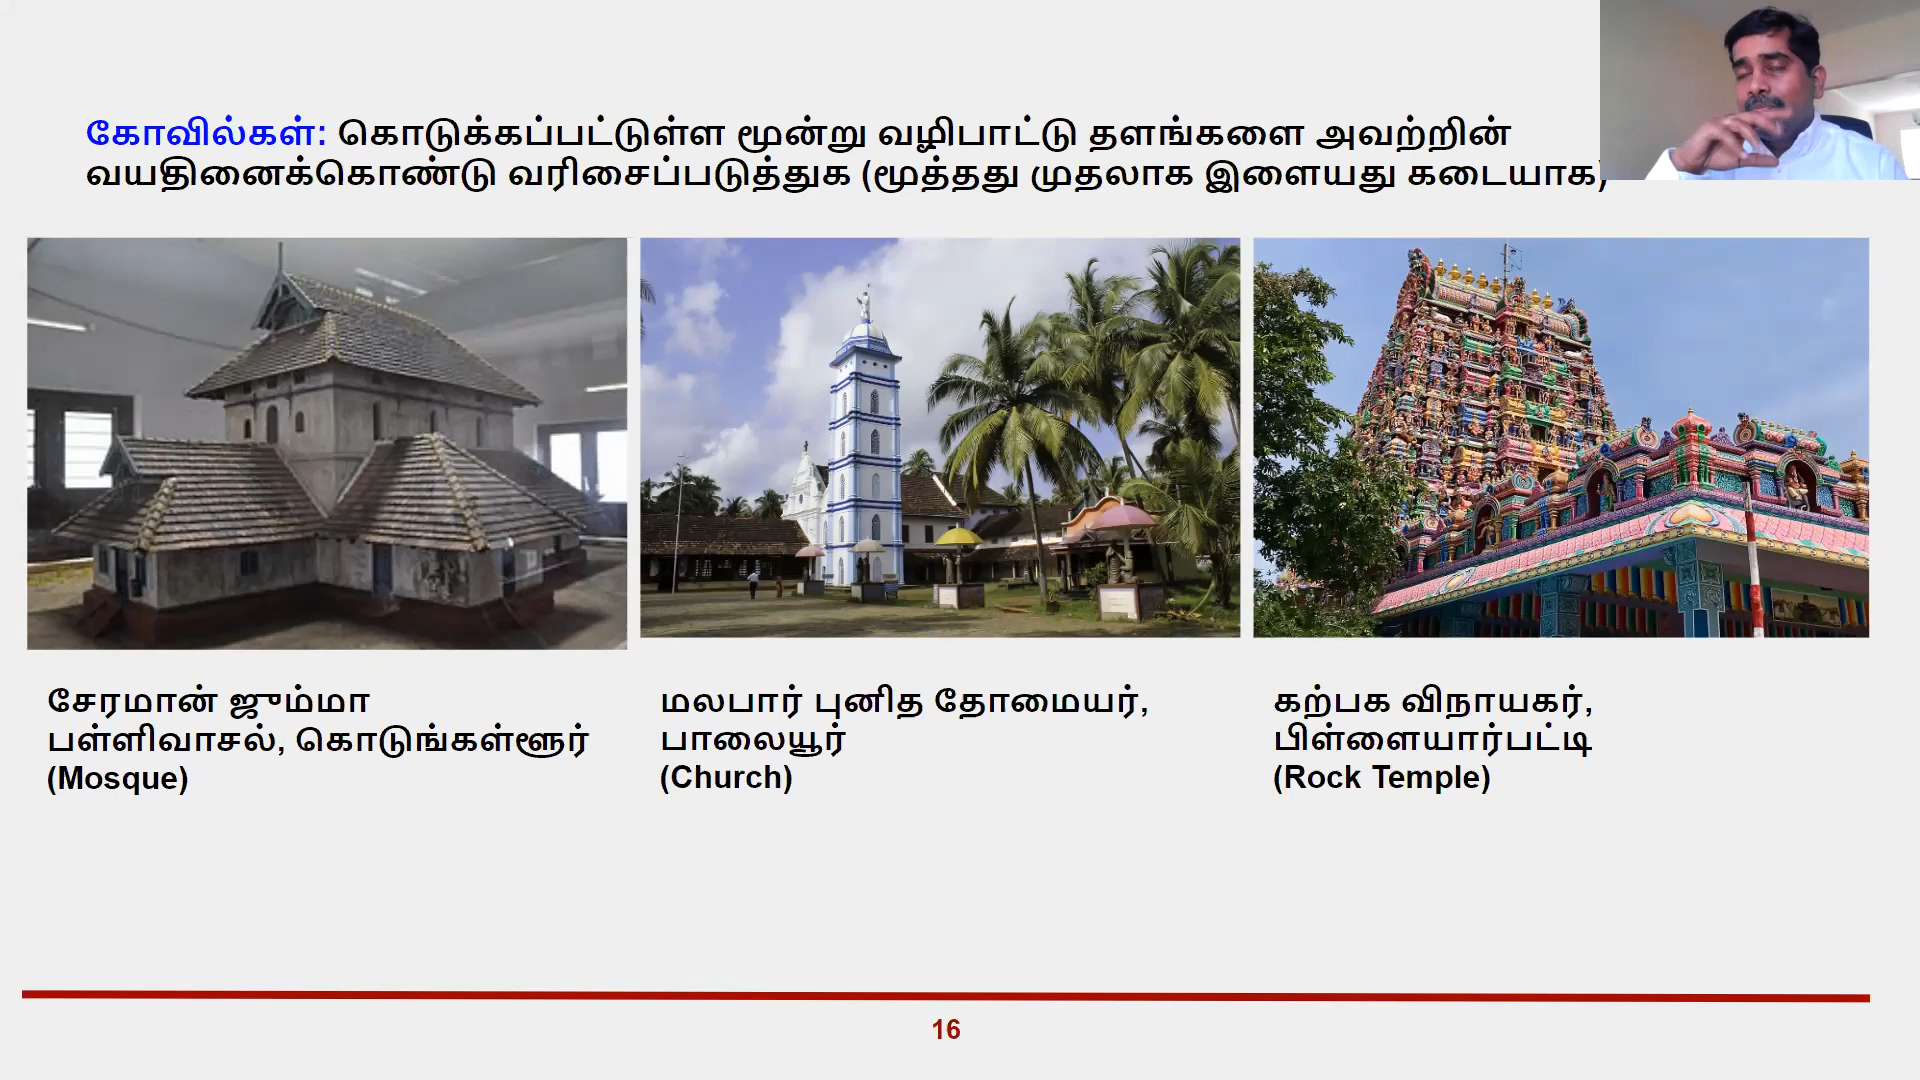 கோவில்கள்: கொடுக்கப்பட்டுள்ள மூன்று வழிபாட்டு தளங்களை அவற்றின்
வயதினைக்கொண்டு வரிசைப்படுத்துக (மூத்தது முதலாக இளையது கடையாக)
சேரமான் ஜும்மா
பள்ளிவாசல், கொடுங்கள்ளூர்
(Mosque)
மலபார் புனித தோமையர்,
பாலையூர்
(Church)
கற்பக விநாயகர்,
பிள்ளையார்பட்டி
(Rock Temple)
16